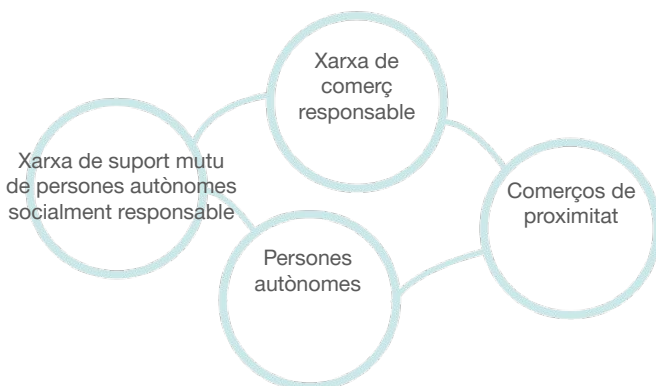 Xarxa de
comerç
responsable
Xarxa de suport mutu
de persones autònomes
socialment responsable
Comerços de
proximitat
Persones
autònomes